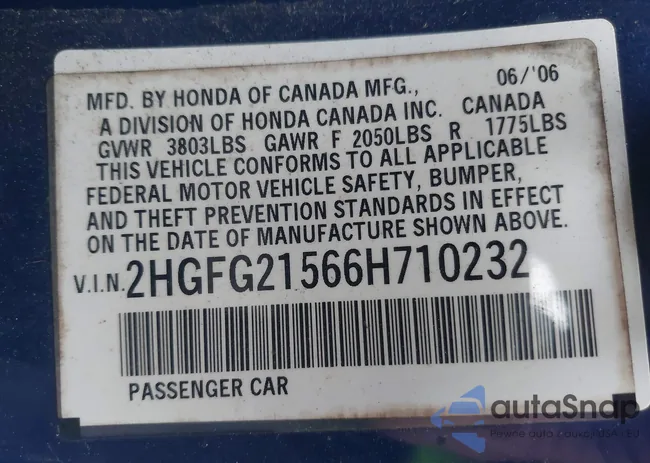 MFD. BY HONDA OF CANADA MFG., 06/'06
A DIVISION OF HONDA CANADA INC. CANADA
GVWR 3803LBS GAWR F 2050LBS R 1775LBS
THIS VEHICLE CONFORMS TO ALL APPLICABLE
FEDERAL MOTOR VEHICLE SAFETY, BUMPER,
AND THEFT PREVENTION STANDARDS IN EFFECT
ON THE DATE OF MANUFACTURE SHOWN ABOVE.
V.I.N. 2HGFG21566H710232
PASSENGER CAR
autaSnap
Pewne auto /